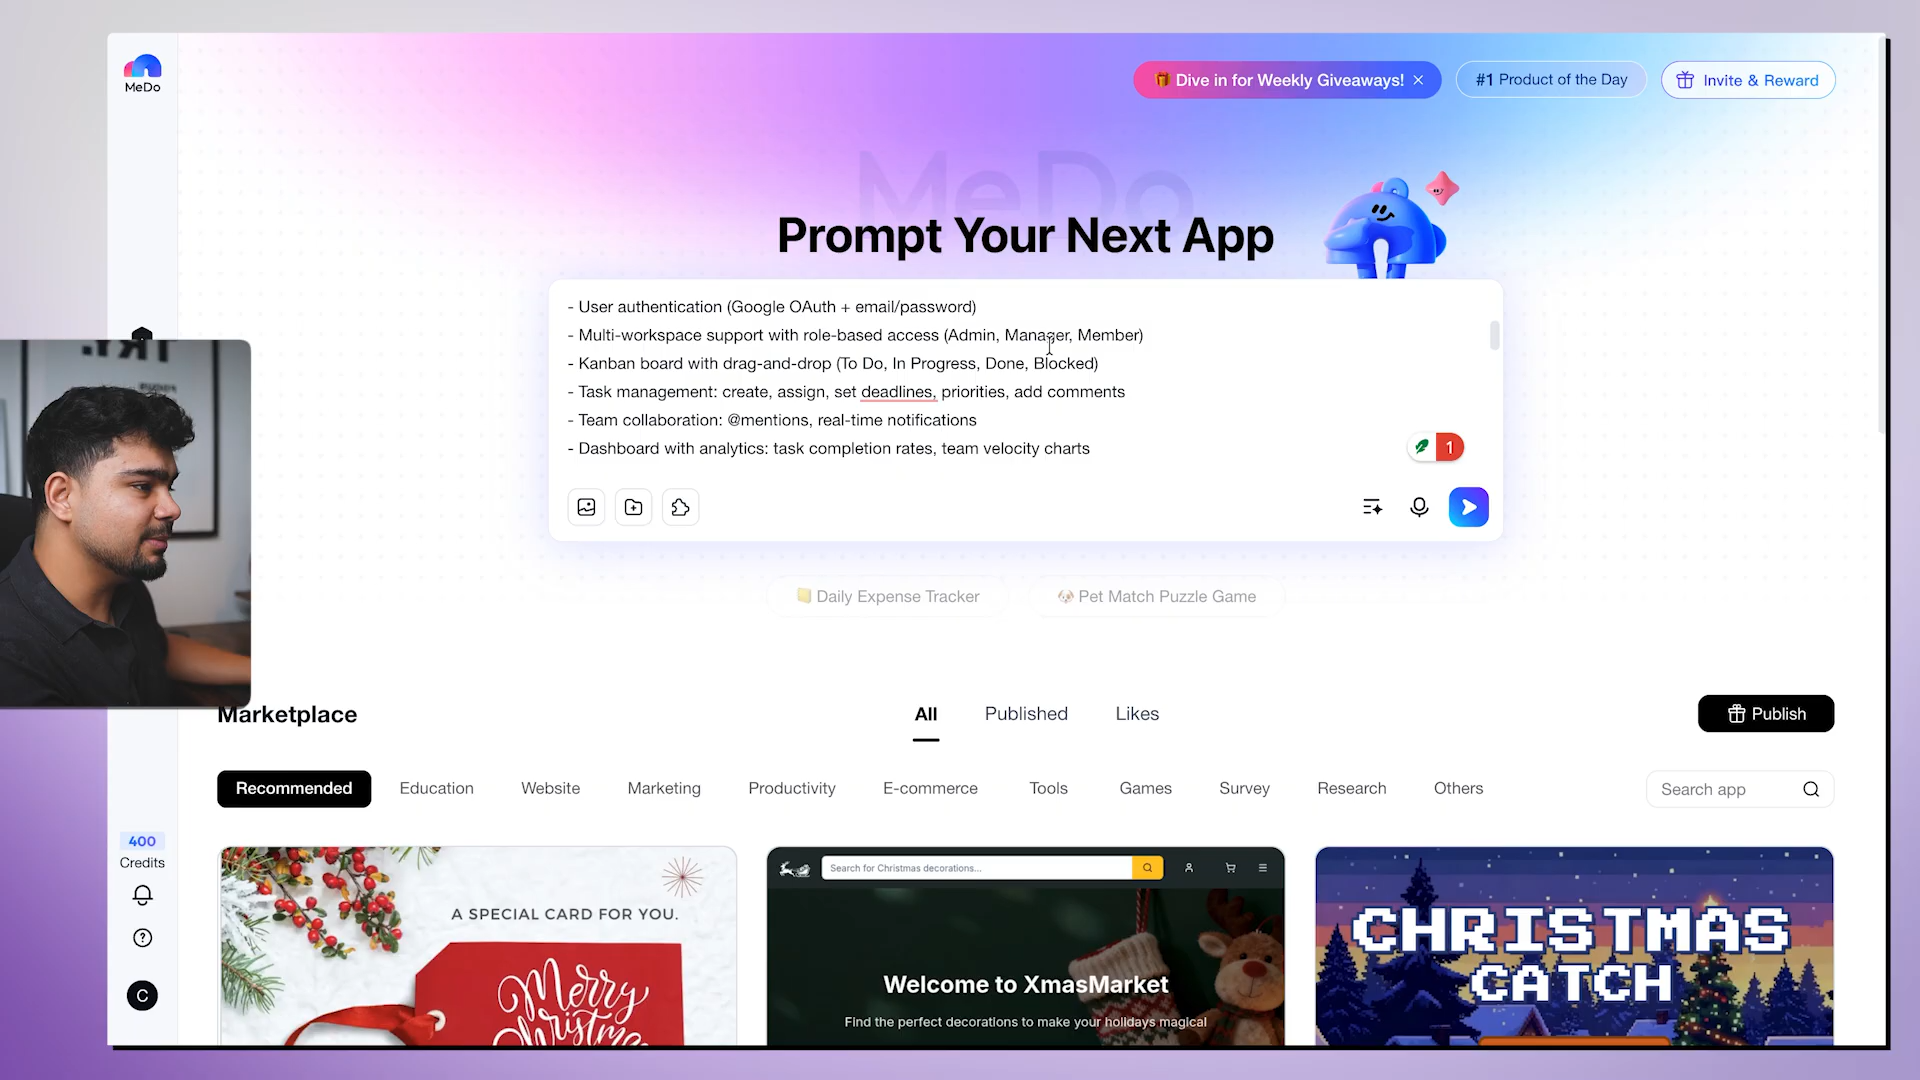 MeDo
Dive in for Weekly Giveaways!
#1 Product of the Day
Invite & Reward
MeDo
Prompt Your Next App
- User authentication (Google OAuth + email/password)
- Multi-workspace support with role-based access (Admin, Manager, Member)
- Kanban board with drag-and-drop (To Do, In Progress, Done, Blocked)
- Task management: create, assign, set deadlines, priorities, add comments
- Team collaboration: @mentions, real-time notifications
- Dashboard with analytics: task completion rates, team velocity charts
1
Daily Expense Tracker
Pet Match Puzzle Game
Marketplace
All
Published
Likes
Publish
Recommended
Education
Website
Marketing
Productivity
E-commerce
Tools
Games
Survey
Research
Others
Search app
400
Credits
C
A SPECIAL CARD FOR YOU.
Merry
Christmas
Search for Christmas decorations...
Welcome to XmasMarket
Find the perfect decorations to make your holidays magical
CHRISTMAS
CATCH